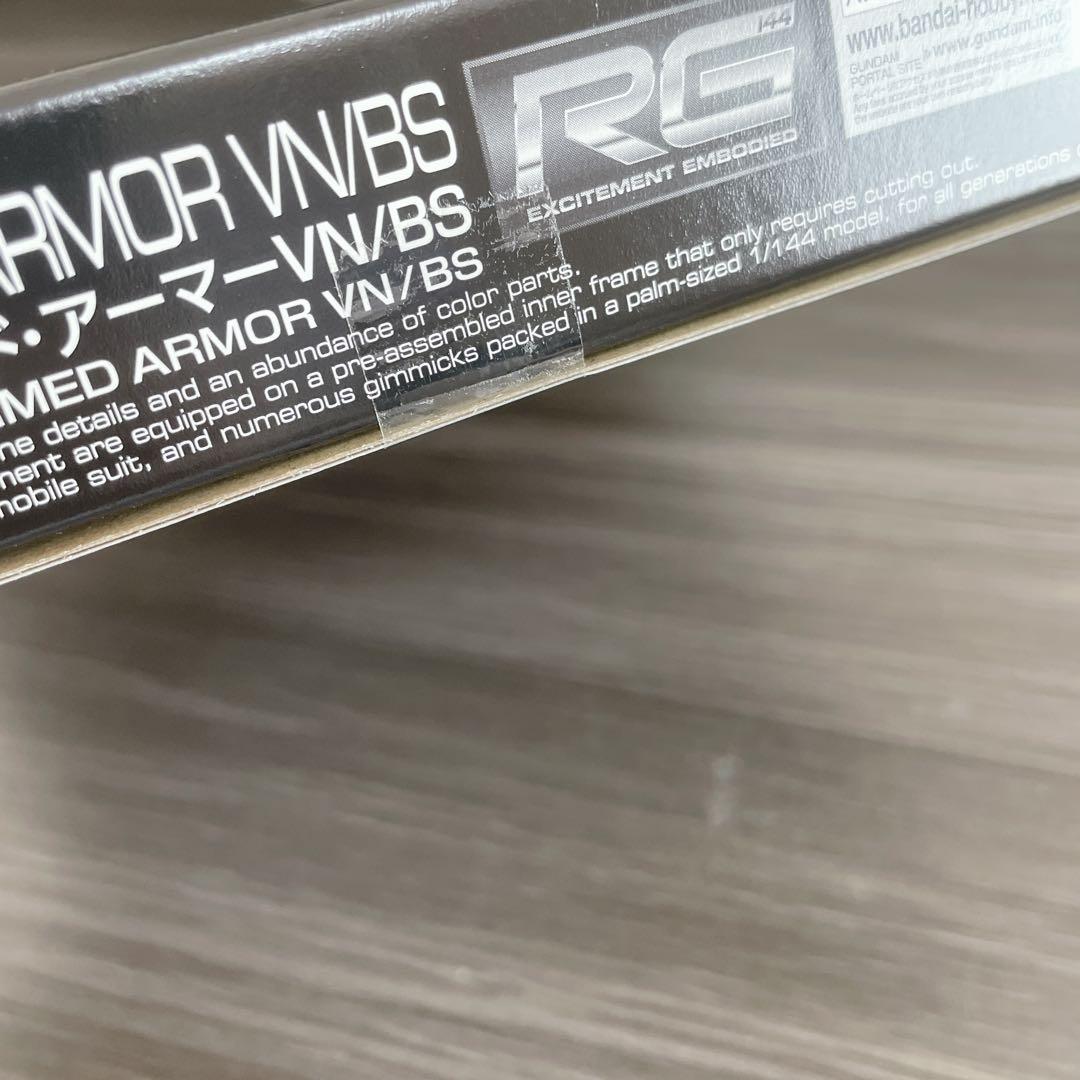 ARMOR VN/BS
ド・アーマーVN/BS
MED ARMOR VN/BS
ne details and an abundance of color parts.
ment are equipped on a pre-assembled inner frame that only requires cutting out.
mobile suit, and numerous gimmicks packed in a palm-sized 1/144 model for all generations
144
RG
EXCITEMENT EMBODIED
www.bandai-hobby.n
GUNDAM
PORTAL SITE
www.gundam.info